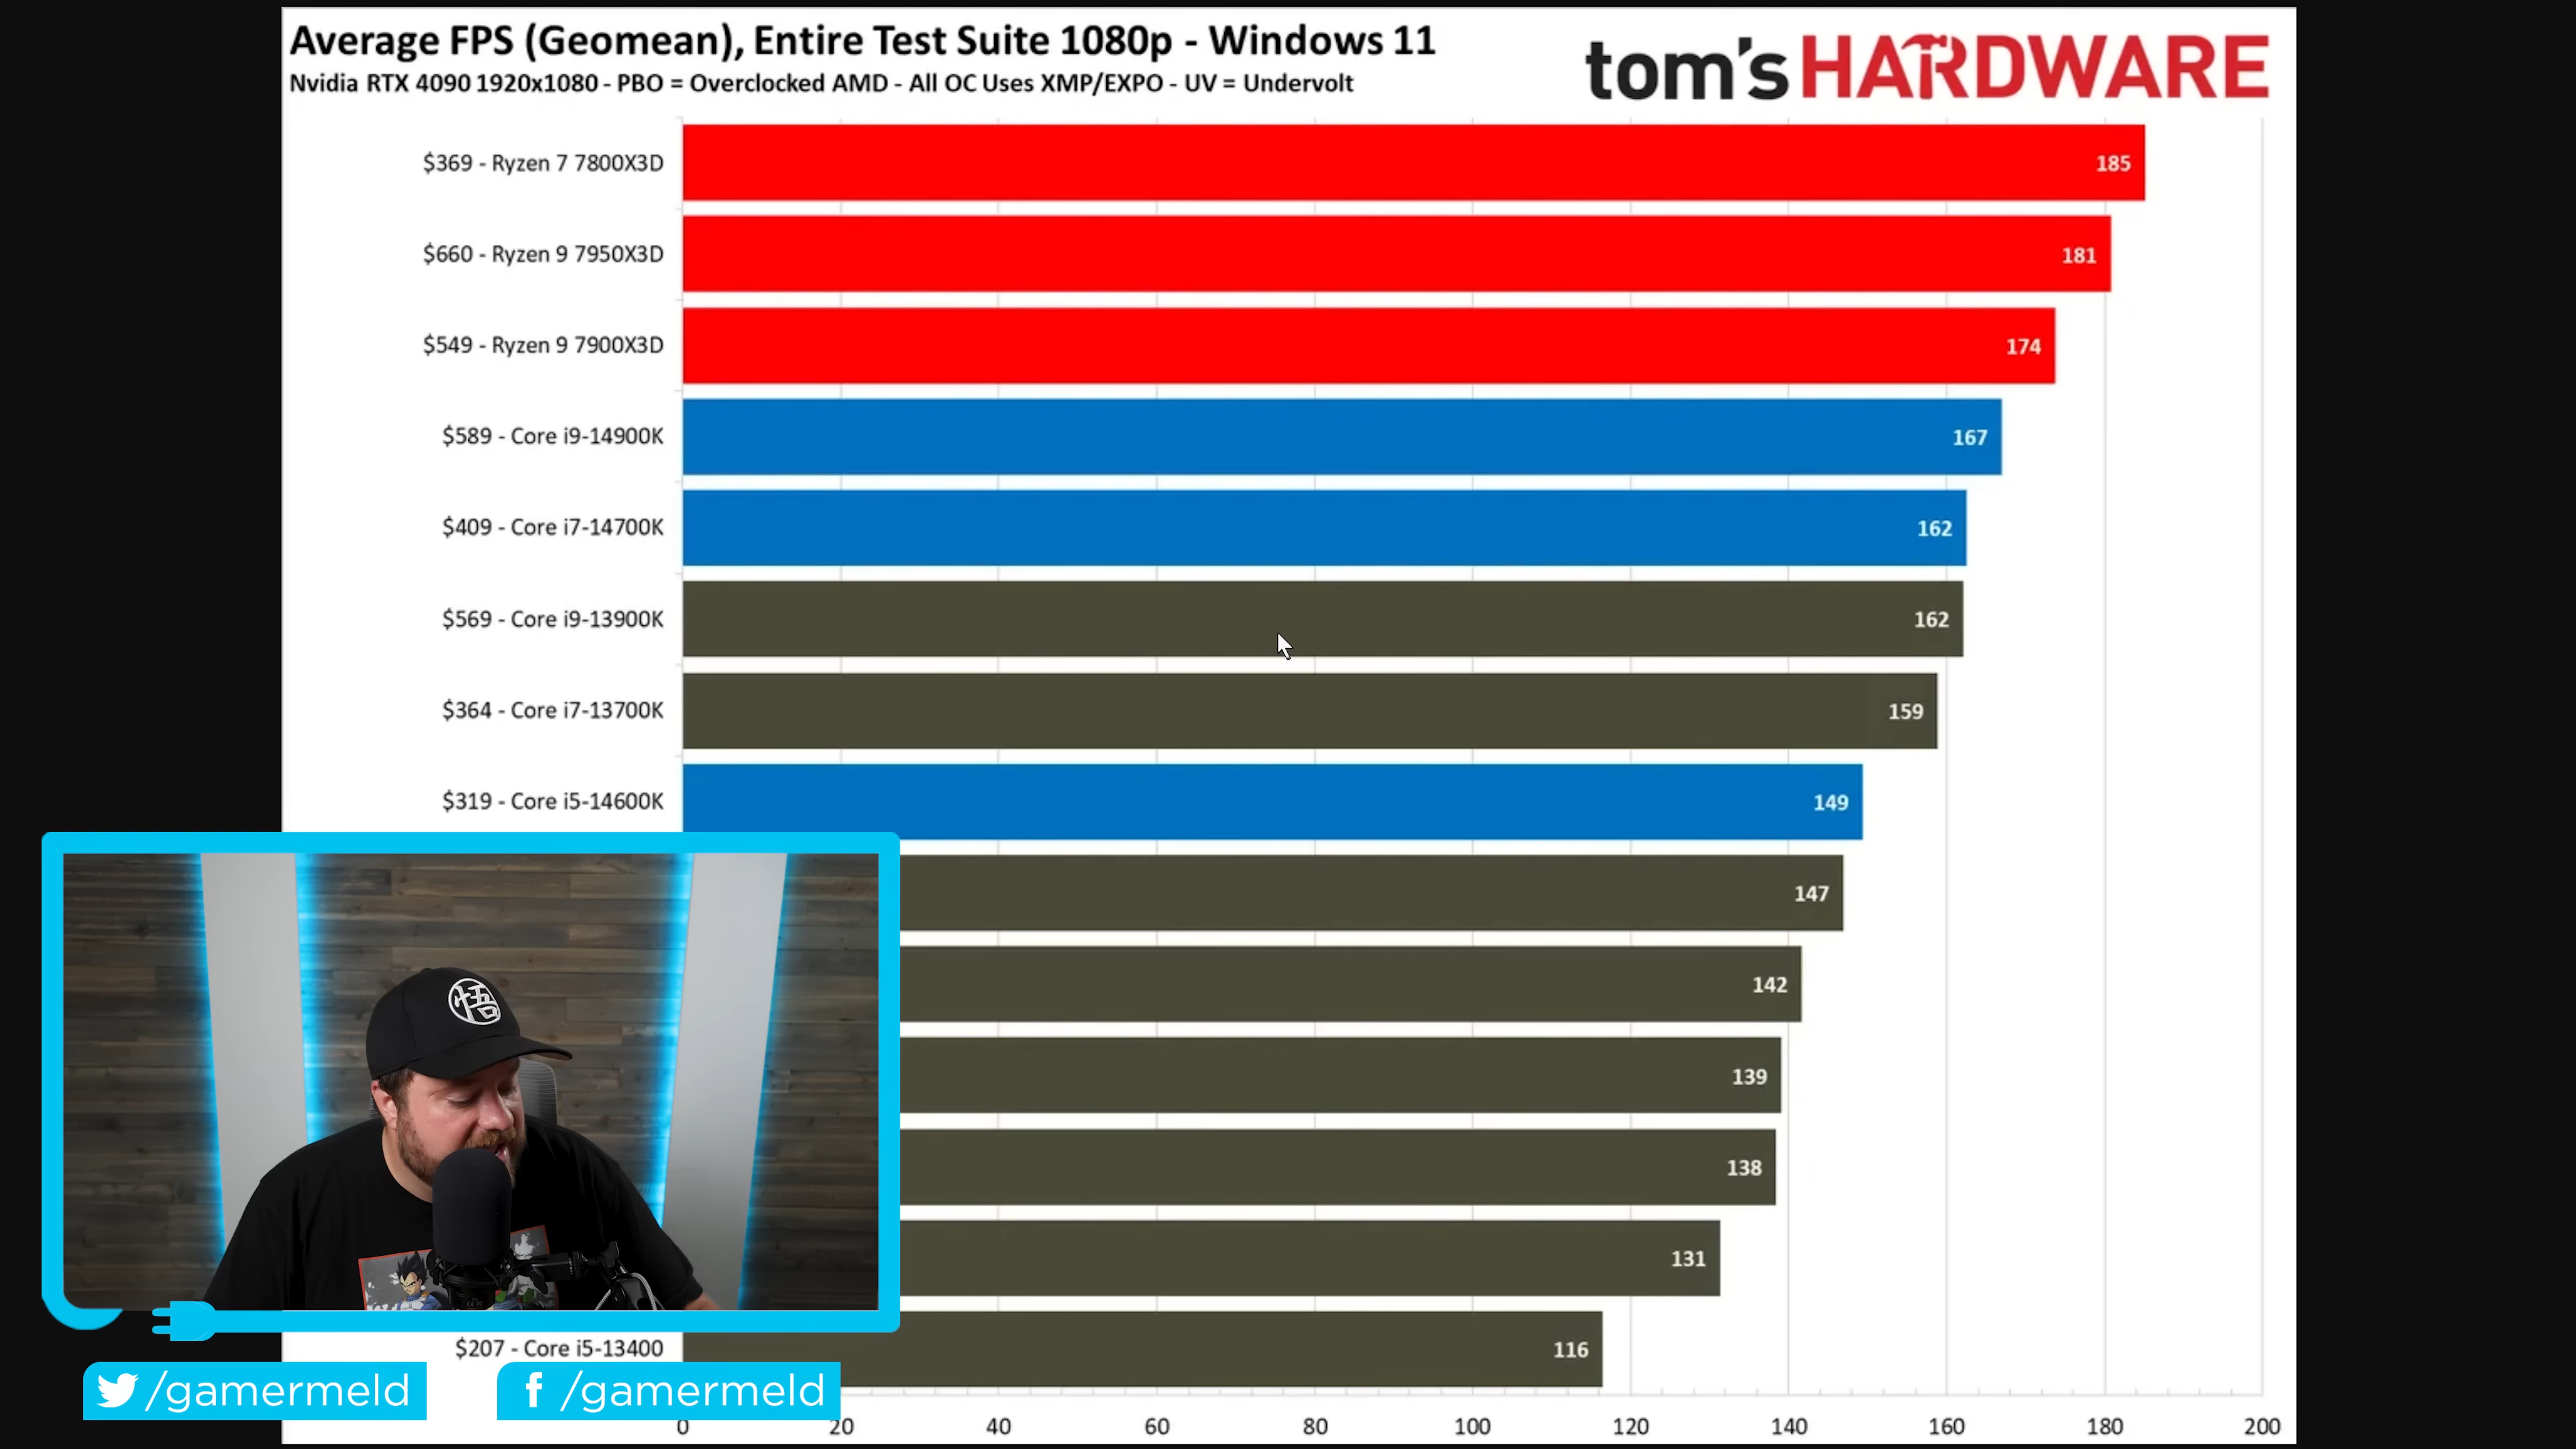 Average FPS (Geomean), Entire Test Suite 1080p - Windows 11
Nvidia RTX 4090 1920x1080 - PBO = Overclocked AMD - All OC Uses XMP/EXPO - UV = Undervolt
tom's HARDWARE
$369 - Ryzen 7 7800X3D 185
$660 - Ryzen 9 7950X3D 181
$549 - Ryzen 9 7900X3D 174
$589 - Core i9-14900K 167
$409 - Core i7-14700K 162
$569 - Core i9-13900K 162
$364 - Core i7-13700K 159
$319 - Core i5-14600K 149
147
142
139
138
131
悟
$207 - Core i5-13400 116
/gamermeld
/gamermeld
0 20 40 60 80 100 120 140 160 180 200